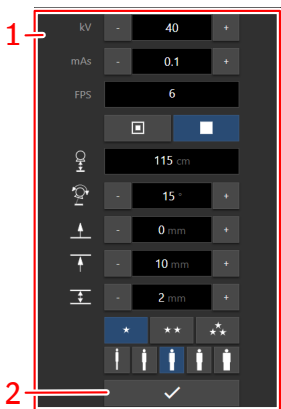 1
kV - 40 +
mAs - 0.1 +
FPS 6
115 cm
- 15 ° +
- 0 mm +
- 10 mm +
- 2 mm +
2